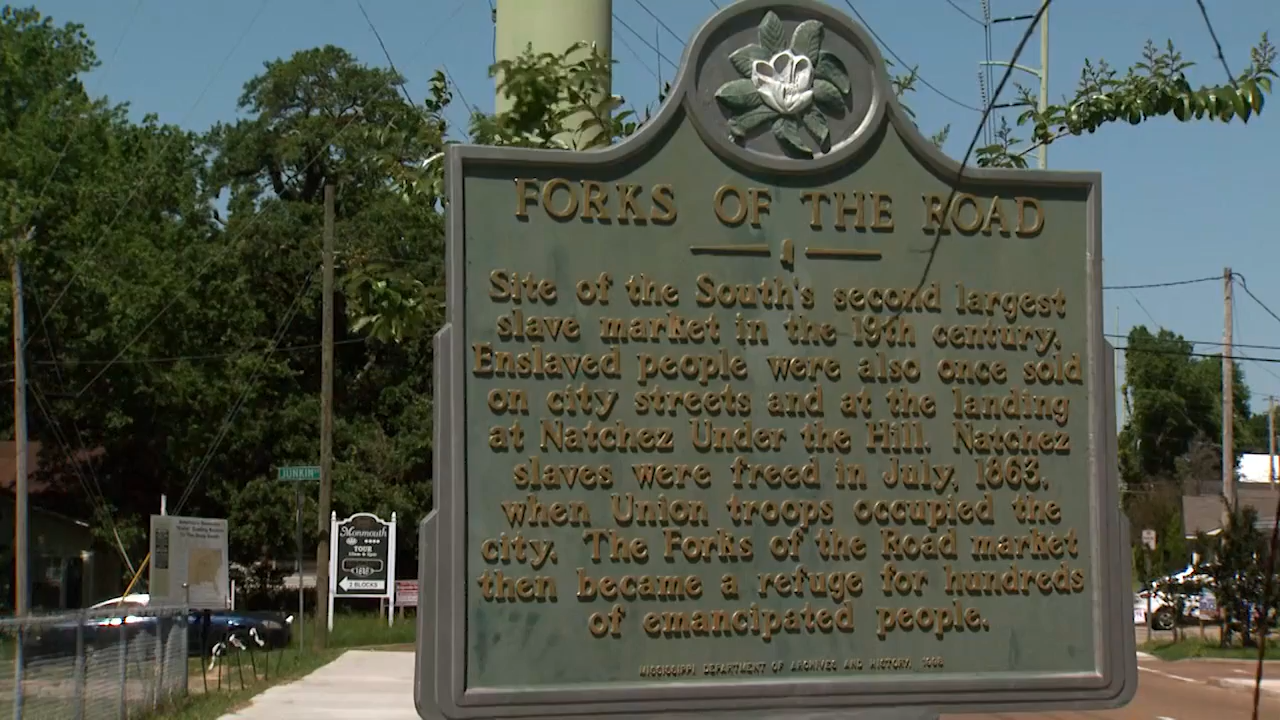 FORKS OF THE ROAD
Site of the South's second largest
slave market in the 19th century.
Enslaved people were also once sold
on city streets and at the landing
at Natchez Under the Hill. Natchez
slaves were freed in July, 1863,
when Union troops occupied the
city. The Forks of the Road market
then became a refuge for hundreds
of emancipated people.
MISSISSIPPI DEPARTMENT OF ARCHIVES AND HISTORY,
JUNKIN
Monmouth
TOUR
1818
2 BLOCKS